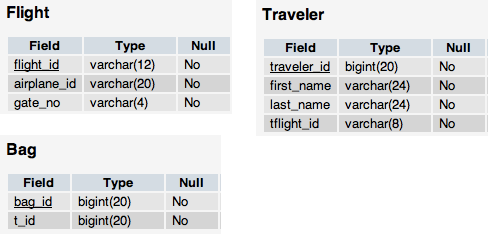 Flight
Field Type Null
flight_id varchar(12) No
airplane_id varchar(20) No
gate_no varchar(4) No
Traveler
Field Type Null
traveler_id bigint(20) No
first_name varchar(24) No
last_name varchar(24) No
tflight_id varchar(8) No
Bag
Field Type Null
bag_id bigint(20) No
t_id bigint(20) No